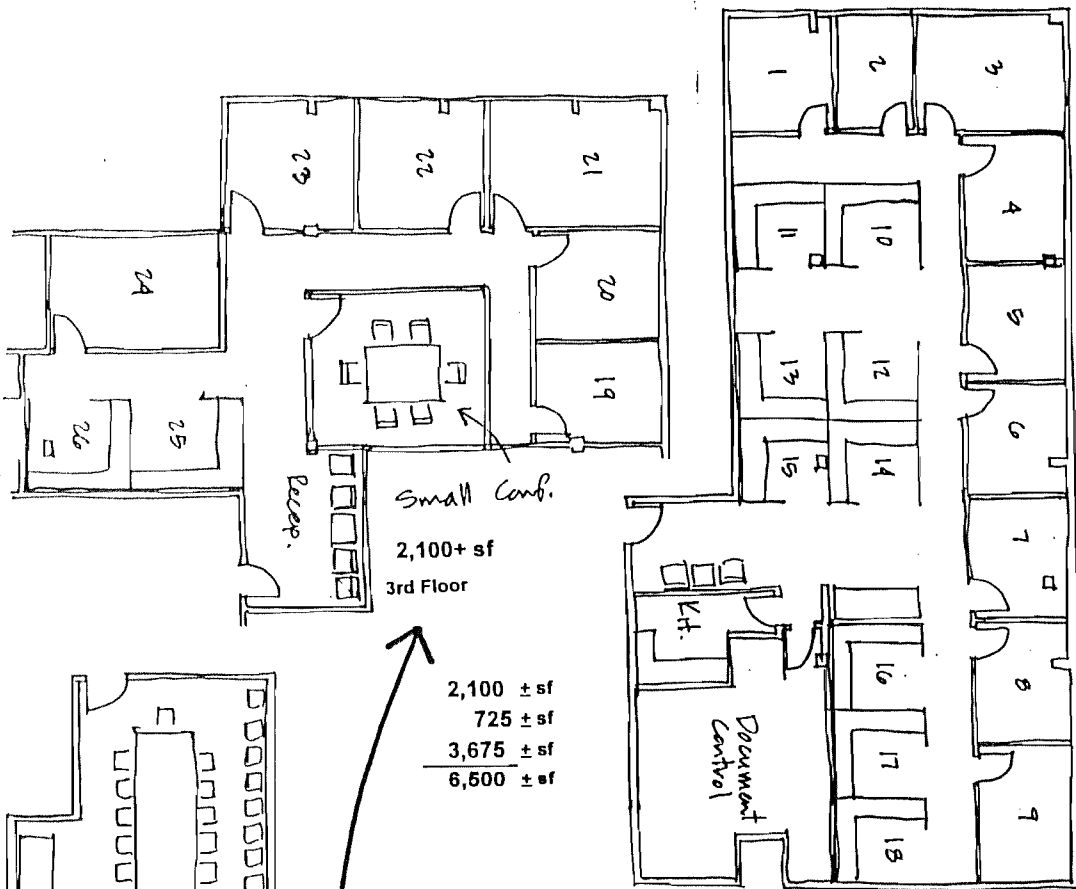 1
2
3
4
5
6
7
8
9
10
11
12
13
14
15
16
17
18
19
20
21
22
23
24
25
26
Recep.
Small Conf.
2,100+ sf
3rd Floor
2,100 ± sf
725 ± sf
3,675 ± sf
6,500 ± sf
Kit.
Document
Control